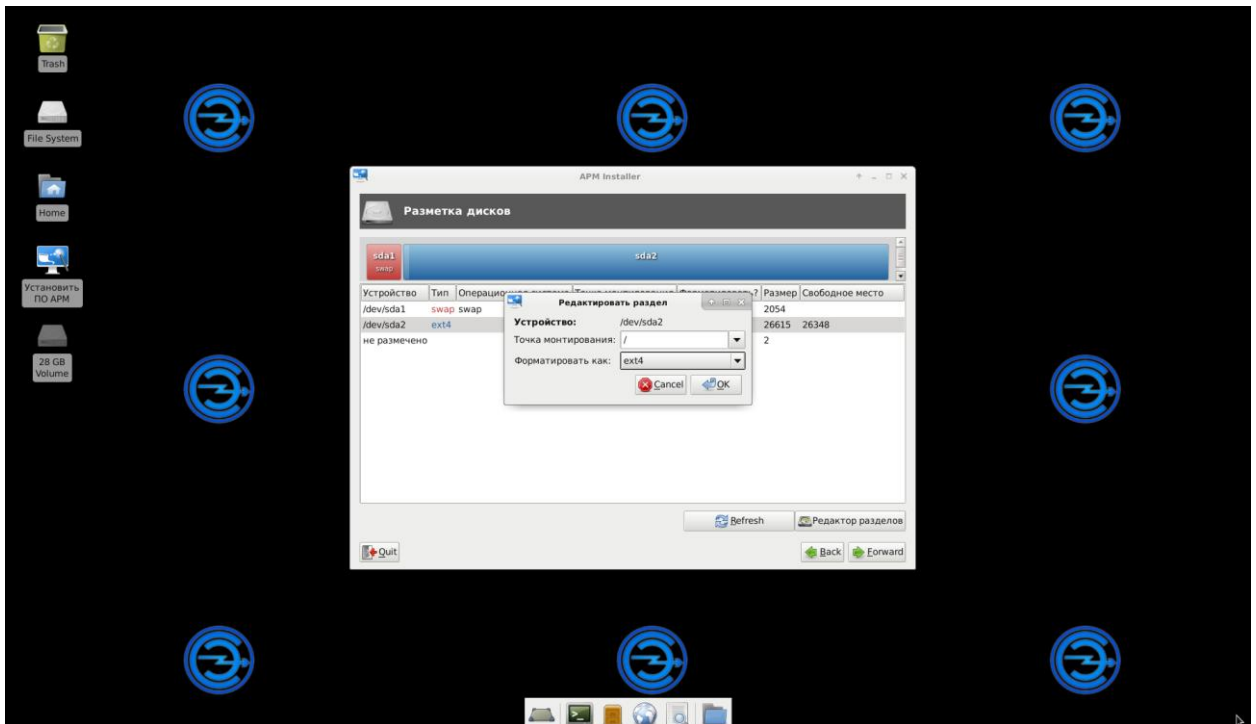 Trash
File System
Home
Установить
ПО АРМ
28 GB
Volume
APM Installer
Разметка дисков
sda1
swap
sda2
Устройство Тип Размер Свободное место
/dev/sda1 swap swap 2054
/dev/sda2 ext4 26615 26348
не размечено 2
Редактировать раздел
Устройство: /dev/sda2
Точка монтирования: /
Форматировать как: ext4
Cancel OK
Refresh Редактор разделов
Quit Back Forward